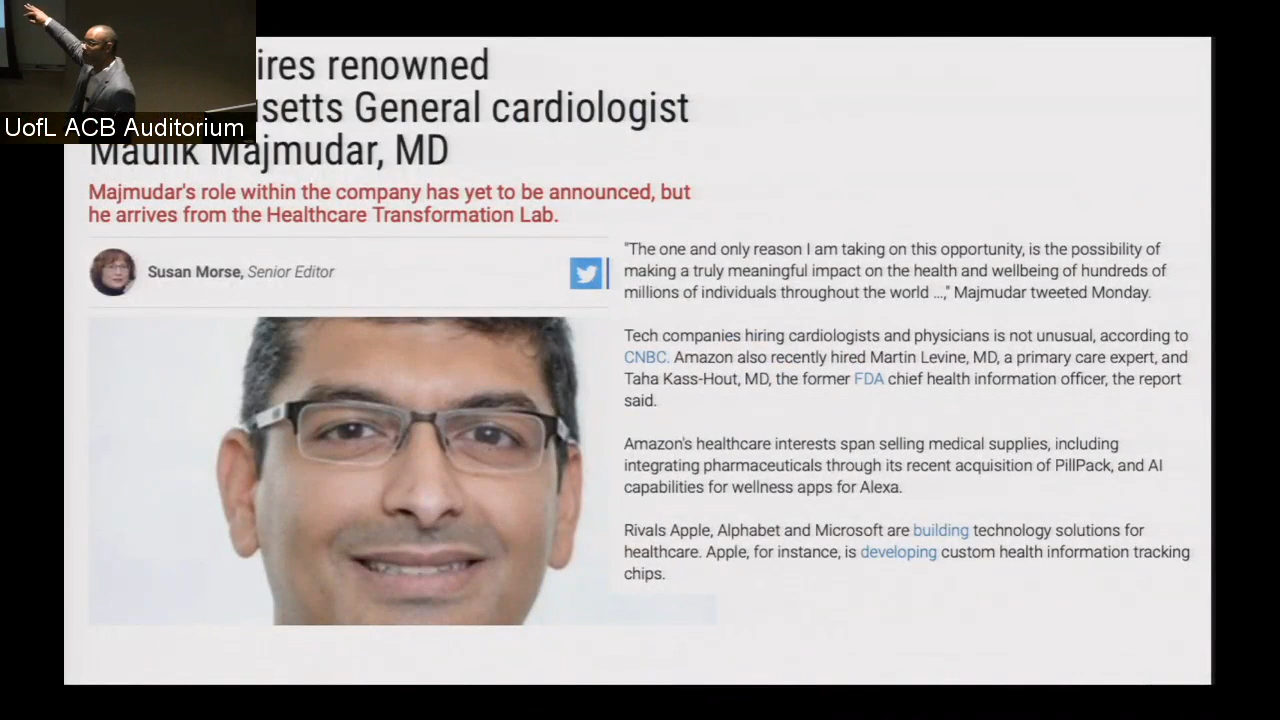 UofL ACB Auditorium
ires renowned
setts General cardiologist
Maulik Majmudar, MD
Majmudar's role within the company has yet to be announced, but
he arrives from the Healthcare Transformation Lab.
Susan Morse, Senior Editor
"The one and only reason I am taking on this opportunity, is the possibility of
making a truly meaningful impact on the health and wellbeing of hundreds of
millions of individuals throughout the world ...," Majmudar tweeted Monday.
Tech companies hiring cardiologists and physicians is not unusual, according to
CNBC. Amazon also recently hired Martin Levine, MD, a primary care expert, and
Taha Kass-Hout, MD, the former FDA chief health information officer, the report
said.
Amazon's healthcare interests span selling medical supplies, including
integrating pharmaceuticals through its recent acquisition of PillPack, and AI
capabilities for wellness apps for Alexa.
Rivals Apple, Alphabet and Microsoft are building technology solutions for
healthcare. Apple, for instance, is developing custom health information tracking
chips.